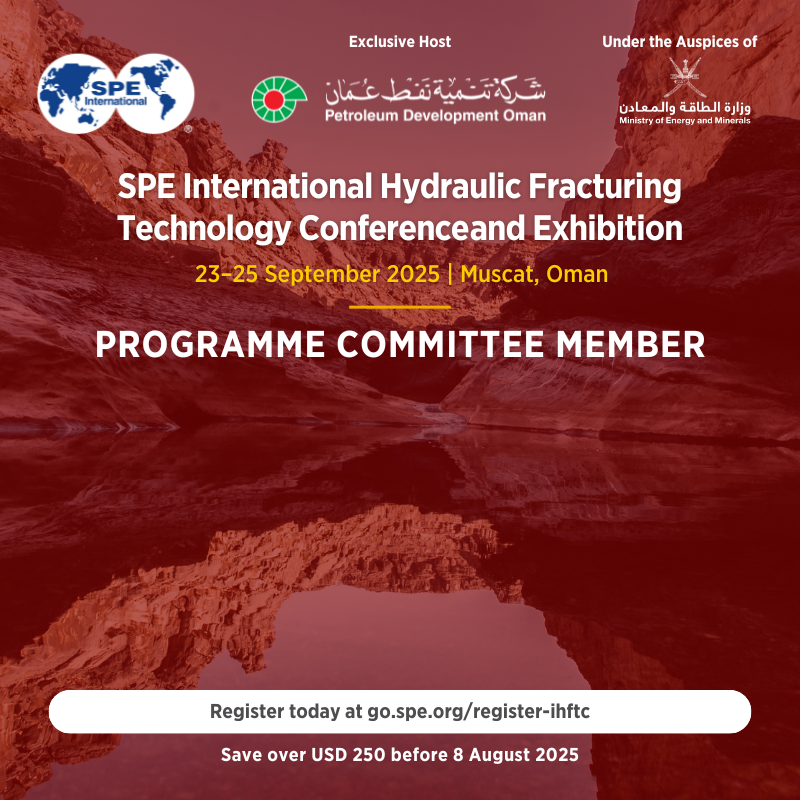 Exclusive Host
Under the Auspices of
SPE
International
®
شركة تنمية نفط عُمان
Petroleum Development Oman
وزارة الطاقة والمعادن
Ministry of Energy and Minerals
SPE International Hydraulic Fracturing
Technology Conferenceand Exhibition
23–25 September 2025 | Muscat, Oman
PROGRAMME COMMITTEE MEMBER
Register today at go.spe.org/register-ihftc
Save over USD 250 before 8 August 2025